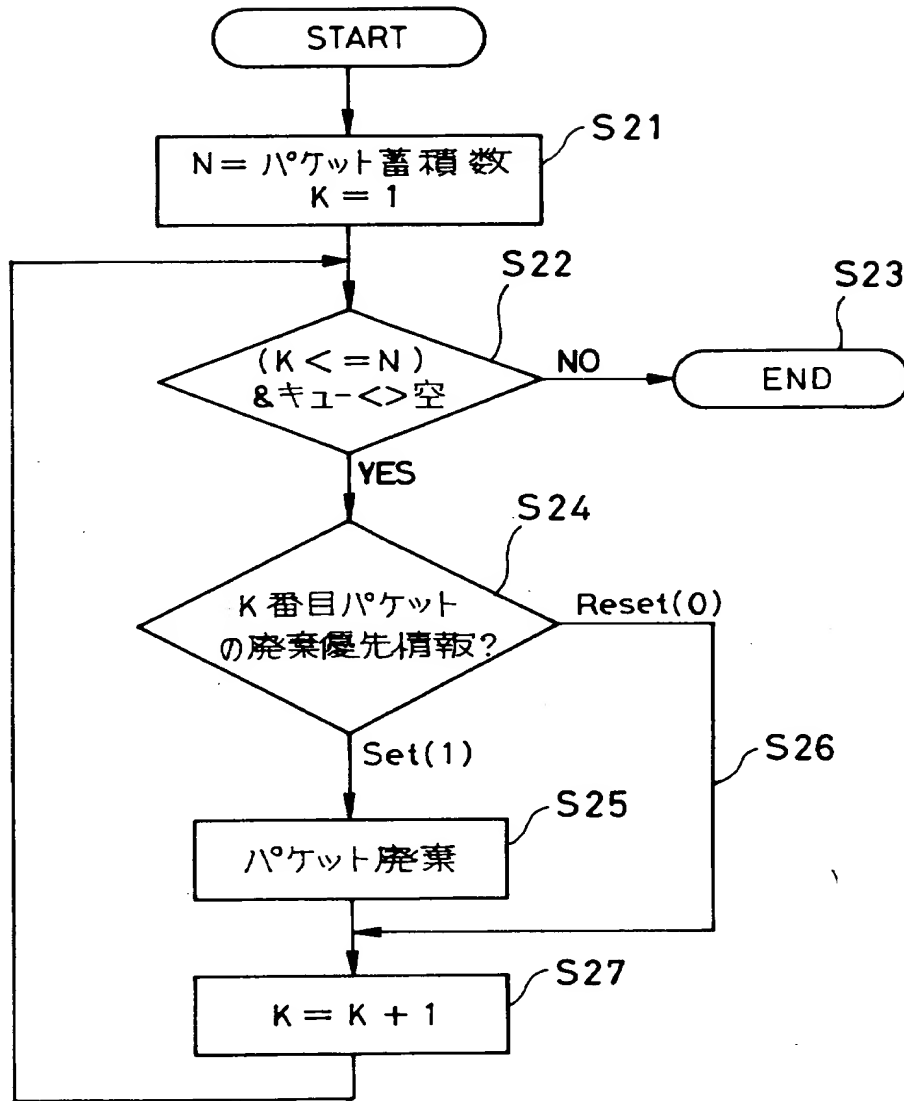 START
S21
N=パケット蓄積数
K=1
S22
S23
(K<=N)
&キュー<>空
NO
END
YES
S24
K番目パケット
の廃棄優先情報?
Reset(0)
Set(1)
S26
S25
パケット廃棄
S27
K=K+1